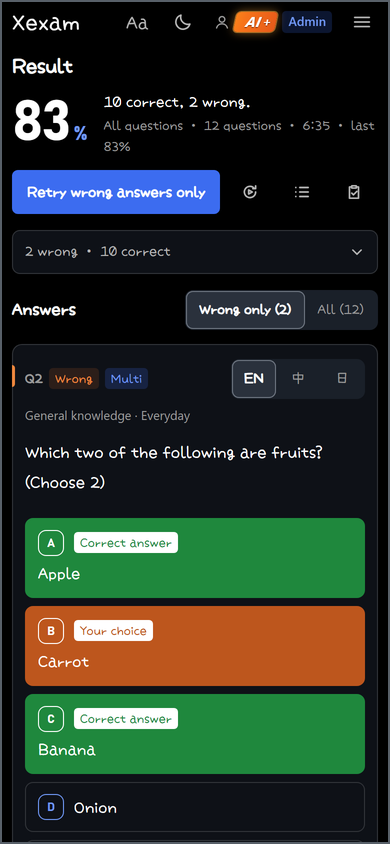 Xexam Aa AI+ Admin
Result
83%
10 correct, 2 wrong.
All questions • 12 questions • 6:35 • last
83%
Retry wrong answers only
2 wrong • 10 correct
Answers Wrong only (2) All (12)
Q2 Wrong Multi EN 中 日
General knowledge · Everyday
Which two of the following are fruits?
(Choose 2)
A Correct answer
Apple
B Your choice
Carrot
C Correct answer
Banana
D Onion